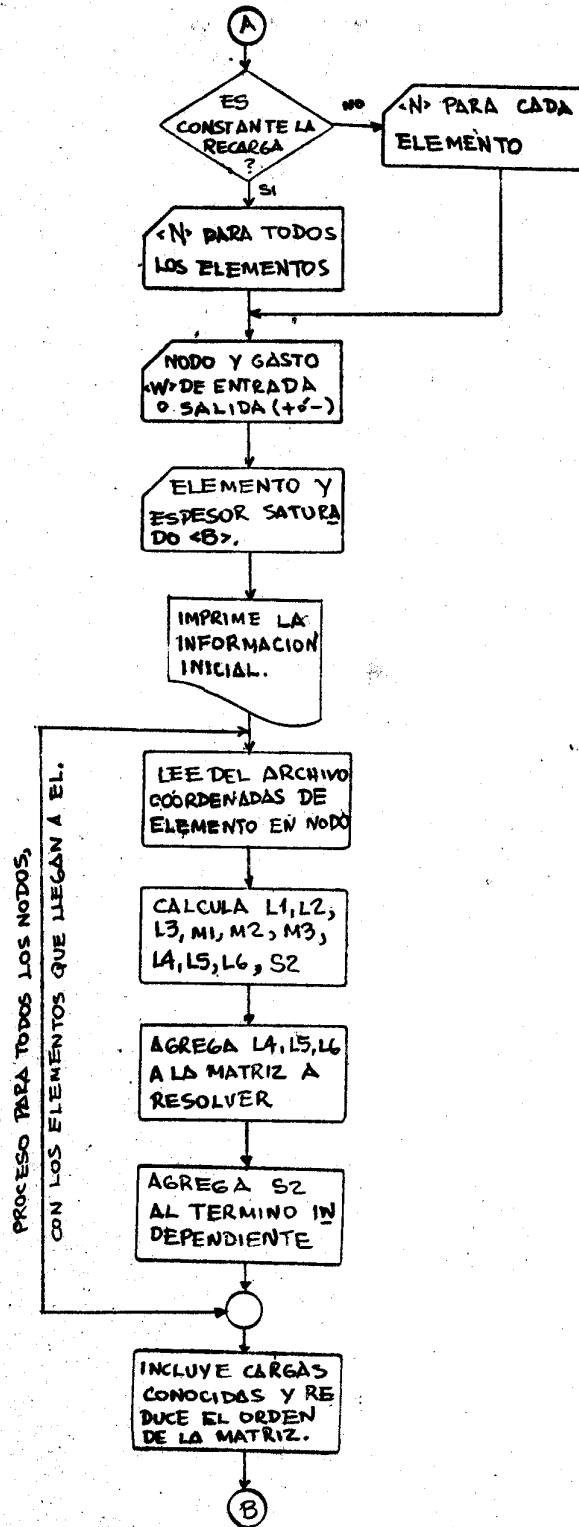 A
ES
CONSTANTE LA
RECARGA
?
NO
<N> PARA CADA
ELEMENTO
SI
<N> PARA TODOS
LOS ELEMENTOS
NODO Y GASTO
<W> DE ENTRADA
O SALIDA (+ó-)
ELEMENTO Y
ESPESOR SATURA
DO <B>.
IMPRIME LA
INFORMACION
INICIAL.
PROCESO PARA TODOS LOS NODOS,
CON LOS ELEMENTOS QUE LLEGAN A EL.
LEE DEL ARCHIVO
COORDENADAS DE
ELEMENTO EN NODO
CALCULA L1, L2,
L3, M1, M2, M3,
L4, L5, L6, S2
AGREGA L4, L5, L6
A LA MATRIZ A
RESOLVER
AGREGA S2
AL TERMINO IN
DEPENDIENTE
INCLUYE CARGAS
CONOCIDAS Y RE
DUCE EL ORDEN
DE LA MATRIZ.
B